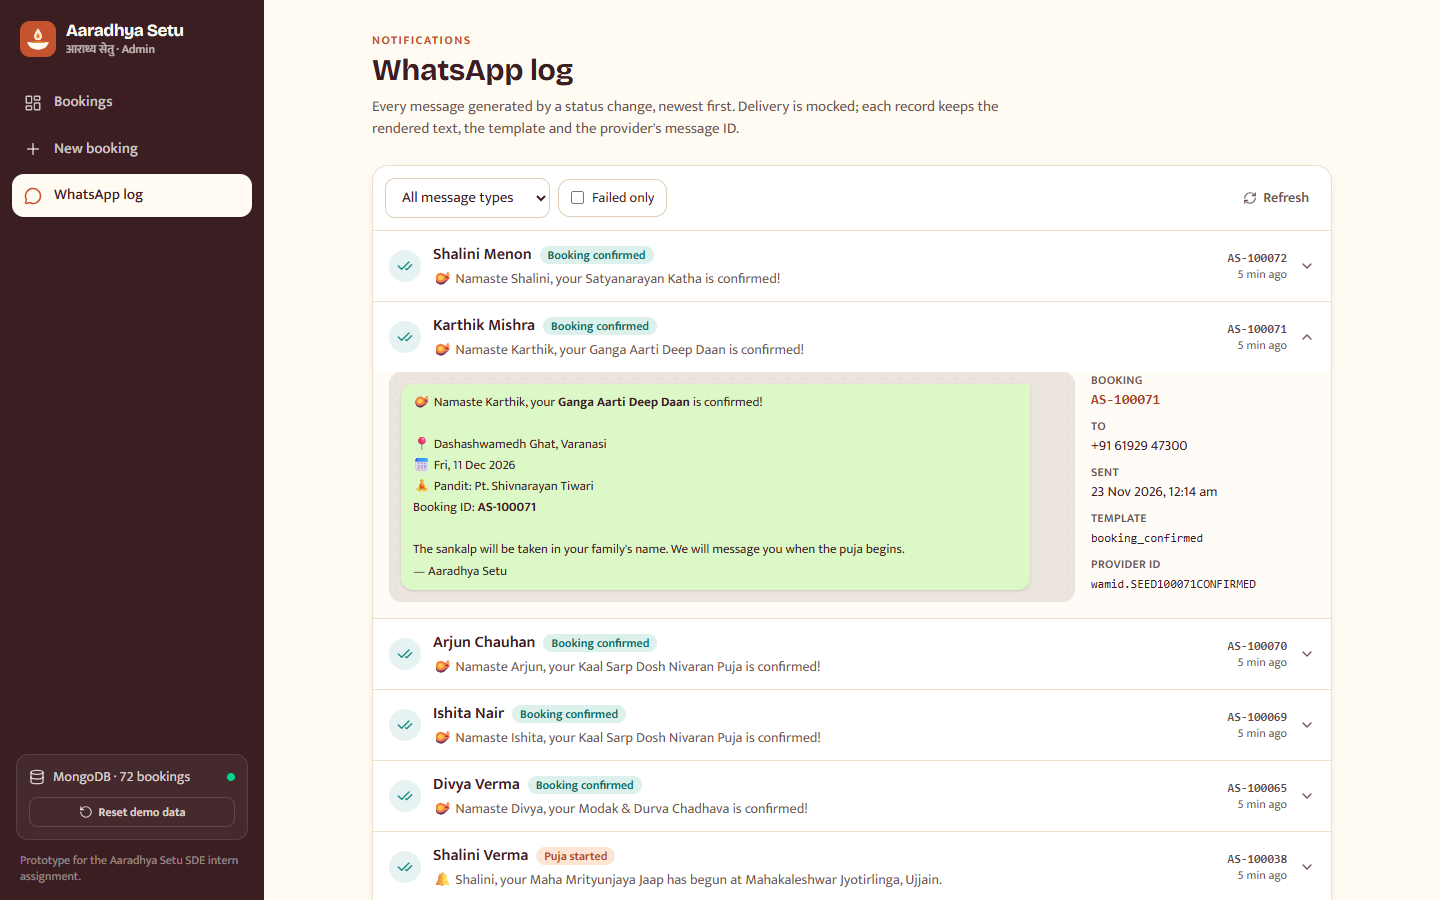 Aaradhya Setu
आराध्य सेतु · Admin
Bookings
New booking
WhatsApp log
MongoDB · 72 bookings
Reset demo data
Prototype for the Aaradhya Setu SDE intern
assignment.
NOTIFICATIONS
WhatsApp log
Every message generated by a status change, newest first. Delivery is mocked; each record keeps the
rendered text, the template and the provider's message ID.
All message types
Failed only
Refresh
Shalini Menon Booking confirmed
Namaste Shalini, your Satyanarayan Katha is confirmed!
AS-100072
5 min ago
Karthik Mishra Booking confirmed
Namaste Karthik, your Ganga Aarti Deep Daan is confirmed!
AS-100071
5 min ago
Namaste Karthik, your Ganga Aarti Deep Daan is confirmed!
Dashashwamedh Ghat, Varanasi
Fri, 11 Dec 2026
Pandit: Pt. Shivnarayan Tiwari
Booking ID: AS-100071
The sankalp will be taken in your family's name. We will message you when the puja begins.
— Aaradhya Setu
BOOKING
AS-100071
TO
+91 61929 47300
SENT
23 Nov 2026, 12:14 am
TEMPLATE
booking_confirmed
PROVIDER ID
wamid.SEED100071CONFIRMED
Arjun Chauhan Booking confirmed
Namaste Arjun, your Kaal Sarp Dosh Nivaran Puja is confirmed!
AS-100070
5 min ago
Ishita Nair Booking confirmed
Namaste Ishita, your Kaal Sarp Dosh Nivaran Puja is confirmed!
AS-100069
5 min ago
Divya Verma Booking confirmed
Namaste Divya, your Modak & Durva Chadhava is confirmed!
AS-100065
5 min ago
Shalini Verma Puja started
Shalini, your Maha Mrityunjaya Jaap has begun at Mahakaleshwar Jyotirlinga, Ujjain.
AS-100038
5 min ago